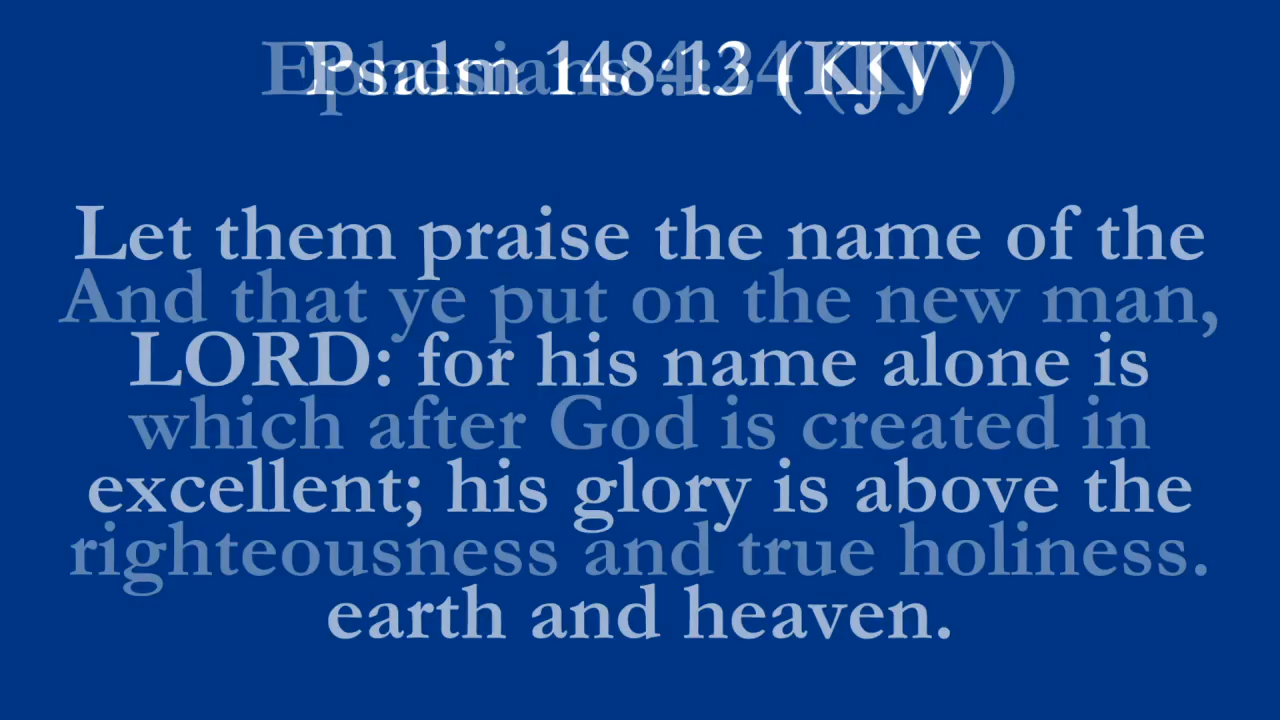 Psalm 148:13 (KJV)
Ephesians 4:24 (KJV)
Let them praise the name of the
And that ye put on the new man,
LORD: for his name alone is
which after God is created in
excellent; his glory is above the
righteousness and true holiness.
earth and heaven.